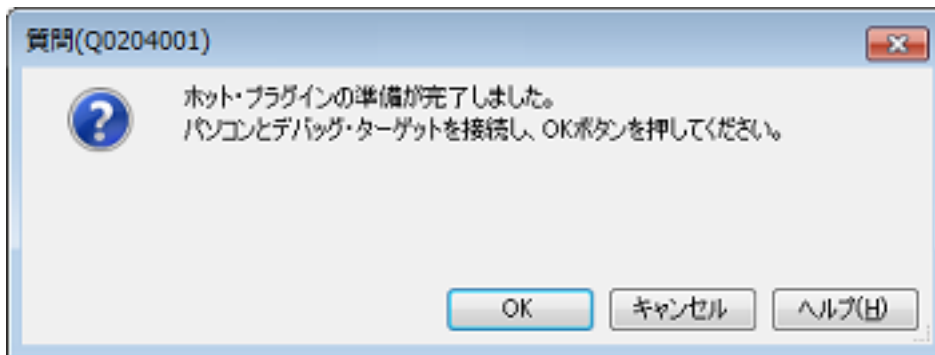 質問(Q0204001)
ホット・プラグインの準備が完了しました。
パソコンとデバッグ・ターゲットを接続し、OKボタンを押してください。
OK
キャンセル
ヘルプ(H)